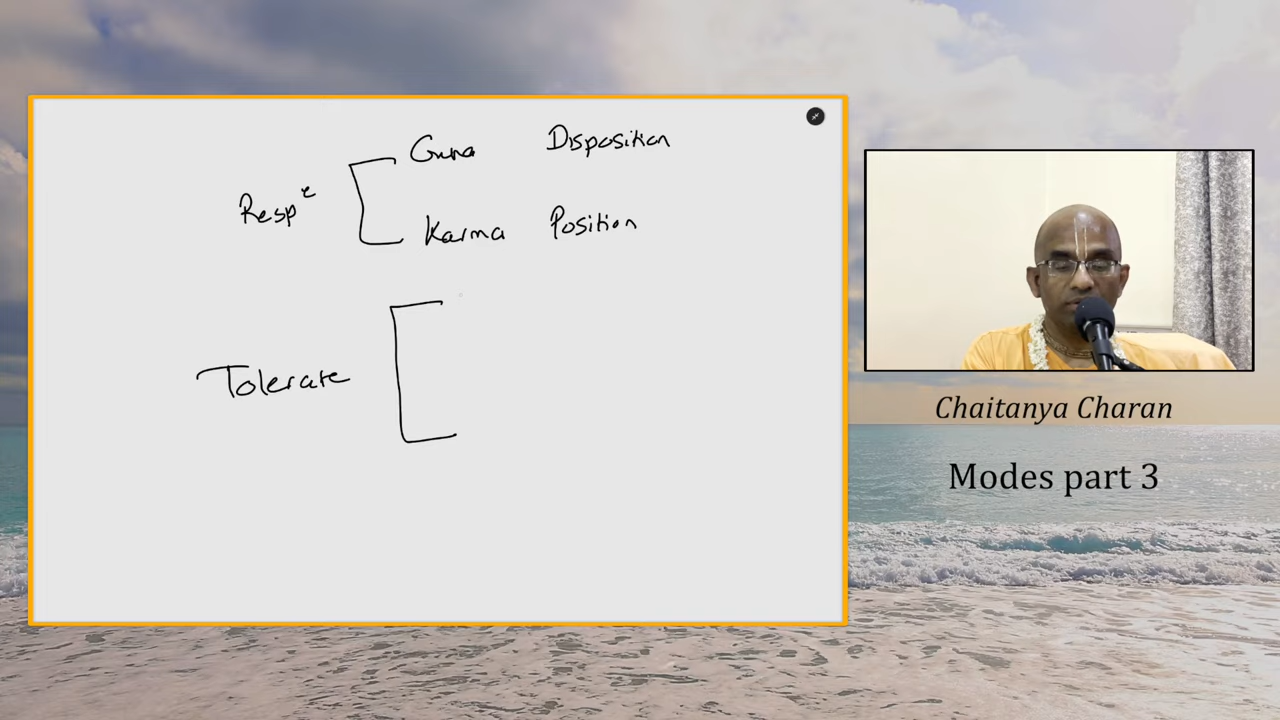 Guna Disposition
Resp^e
Karma Position
Tolerate
Chaitanya Charan
Modes part 3